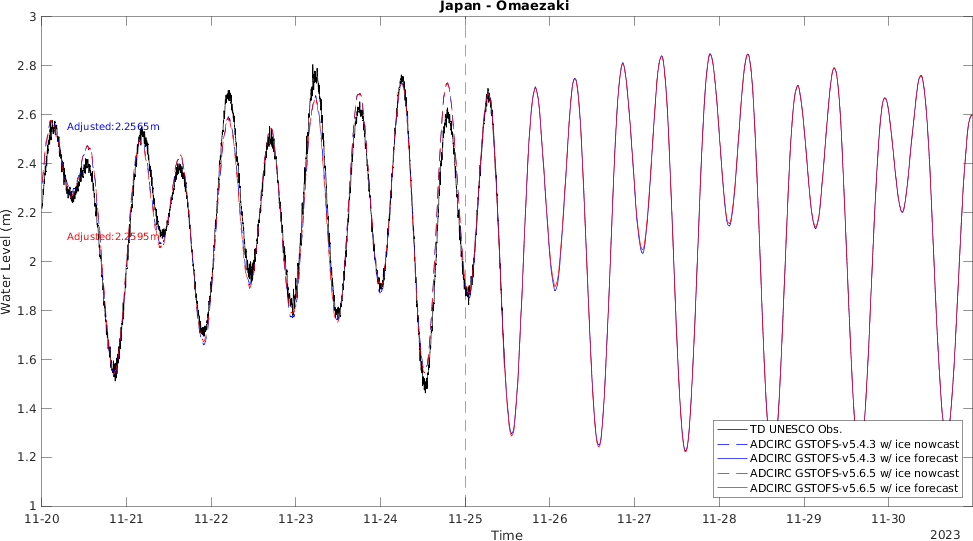 Japan - Omaezaki
Water Level (m)
3
2.8
2.6
2.4
2.2
2
1.8
1.6
1.4
1.2
1
Adjusted:2.2565m
Adjusted:2.2595m
TD UNESCO Obs.
ADCIRC GSTOFS-v5.4.3 w/ ice nowcast
ADCIRC GSTOFS-v5.4.3 w/ ice forecast
ADCIRC GSTOFS-v5.6.5 w/ ice nowcast
ADCIRC GSTOFS-v5.6.5 w/ ice forecast
11-20 11-21 11-22 11-23 11-24 11-25 11-26 11-27 11-28 11-29 11-30
Time
2023